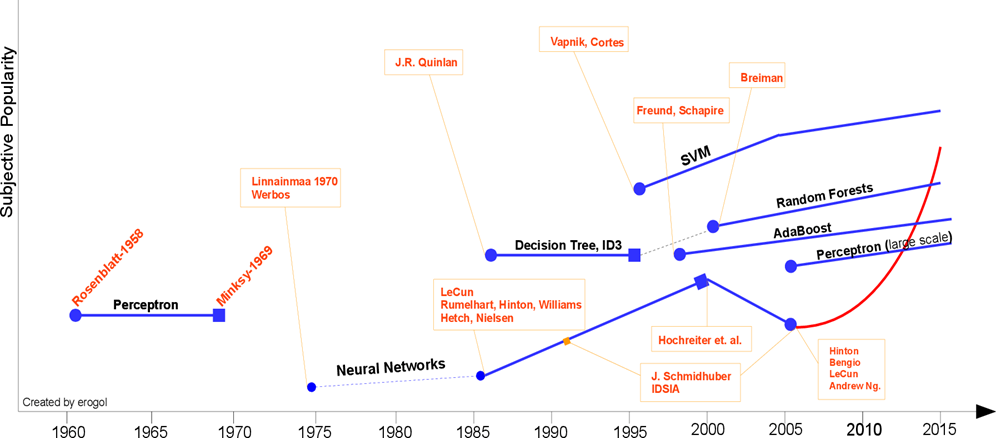 Subjective Popularity
Vapnik, Cortes
J.R. Quinlan
Breiman
Freund, Schapire
SVM
Linnainmaa 1970
Werbos
Random Forests
AdaBoost
Decision Tree, ID3
Perceptron (large scale)
Rosenblatt-1958
Minksy-1969
Perceptron
LeCun
Rumelhart, Hinton, Williams
Hetch, Nielsen
Hochreiter et. al.
Neural Networks
J. Schmidhuber
IDSIA
Hinton
Bengio
LeCun
Andrew Ng.
Created by erogol
1960 1965 1970 1975 1980 1985 1990 1995 2000 2005 2010 2015